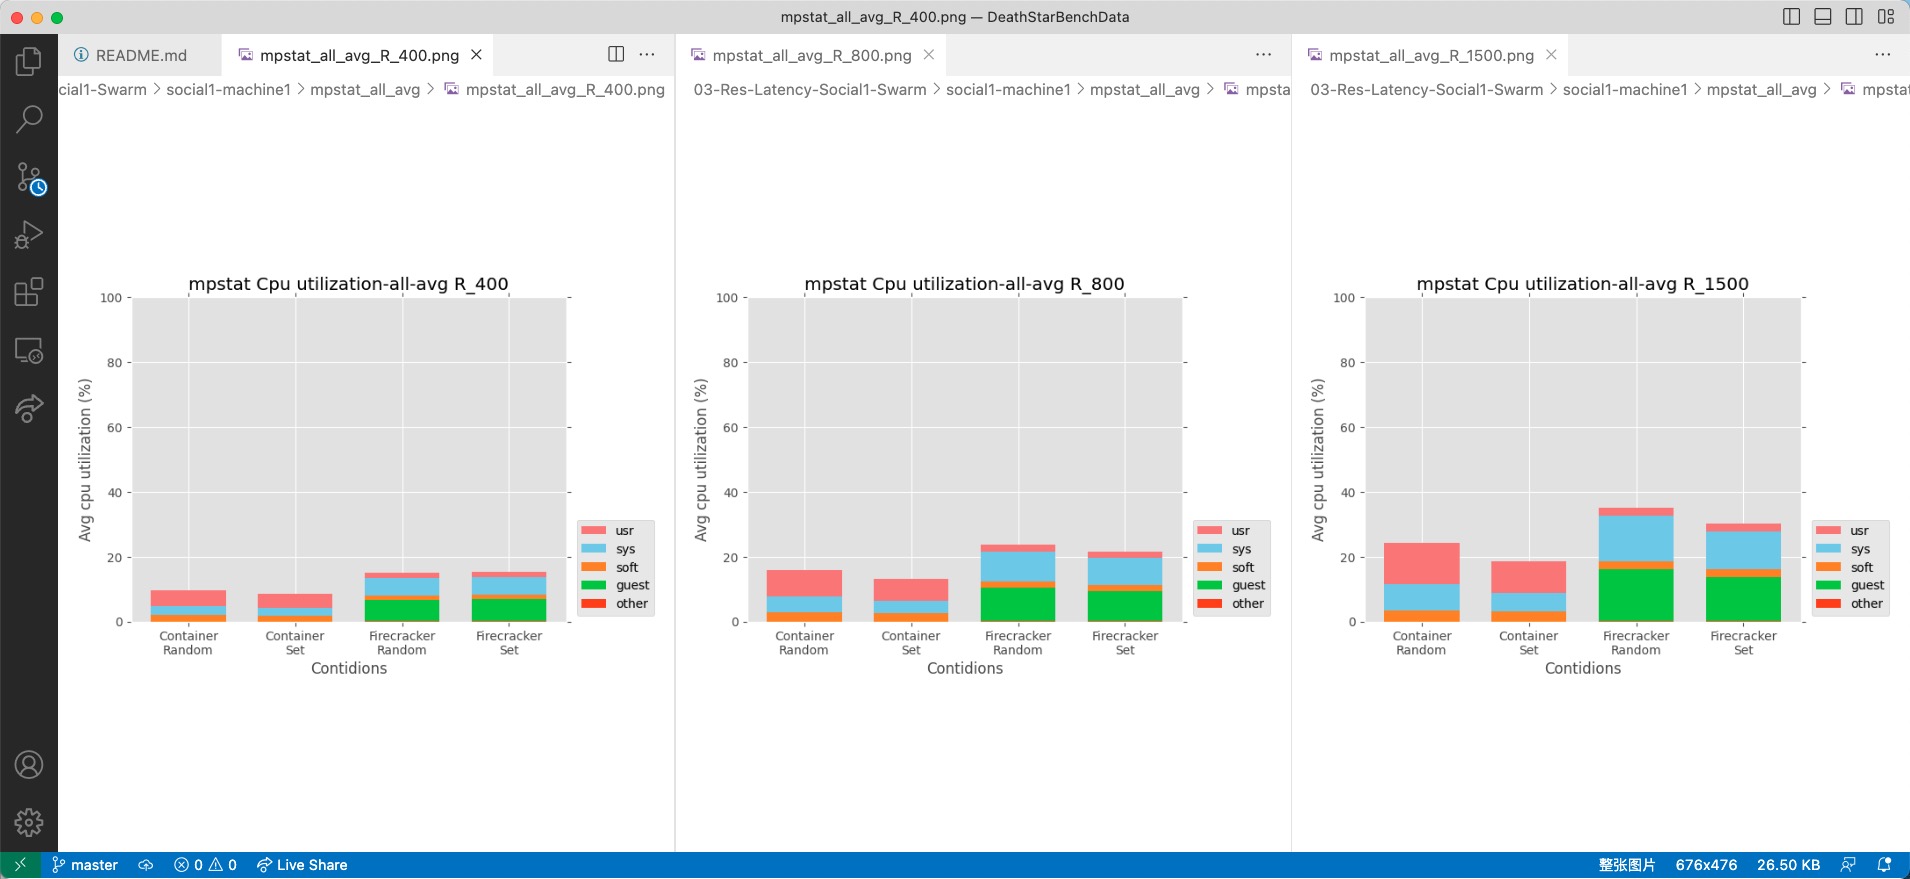 mpstat_all_avg_R_400.png — DeathStarBenchData
README.md
mpstat_all_avg_R_400.png
mpstat_all_avg_R_800.png
mpstat_all_avg_R_1500.png
cial1-Swarm > social1-machine1 > mpstat_all_avg > mpstat_all_avg_R_400.png
03-Res-Latency-Social1-Swarm > social1-machine1 > mpstat_all_avg > mpsta
03-Res-Latency-Social1-Swarm > social1-machine1 > mpstat_all_avg > mpstat
mpstat Cpu utilization-all-avg R_400
100
80
60
40
20
0
Avg cpu utilization (%)
Container Random
Container Set
Firecracker Random
Firecracker Set
Contidions
usr
sys
soft
guest
other
mpstat Cpu utilization-all-avg R_800
100
80
60
40
20
0
Avg cpu utilization (%)
Container Random
Container Set
Firecracker Random
Firecracker Set
Contidions
usr
sys
soft
guest
other
mpstat Cpu utilization-all-avg R_1500
100
80
60
40
20
0
Avg cpu utilization (%)
Container Random
Container Set
Firecracker Random
Firecracker Set
Contidions
usr
sys
soft
guest
other
master
0
0
Live Share
整张图片
676x476
26.50 KB